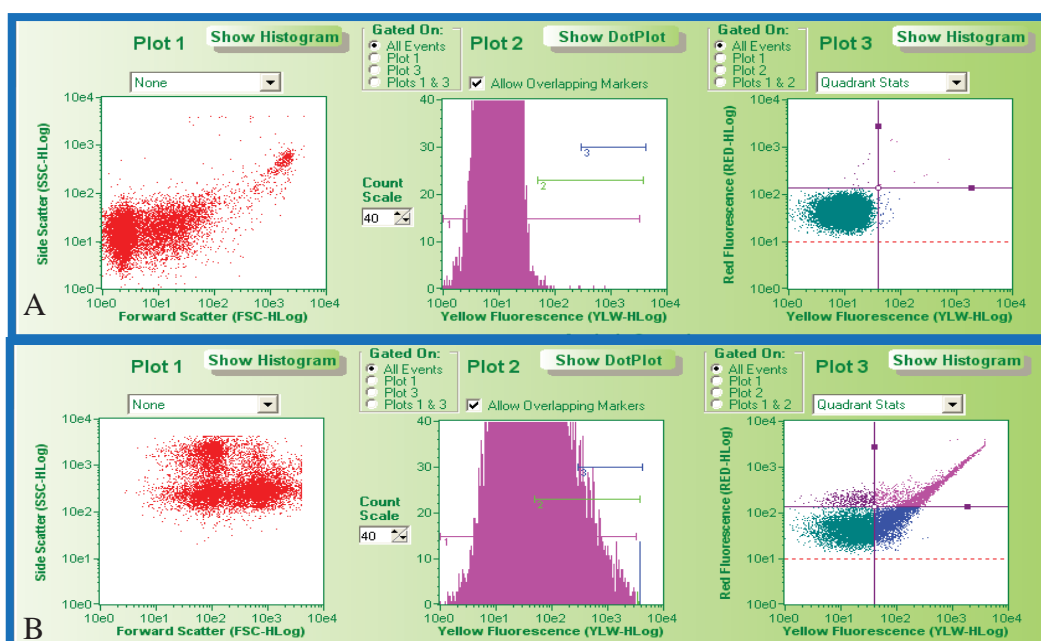 Plot 1
Show Histogram
None
Side Scatter (SSC-HLog)
10e4
10e3
10e2
10e1
10e0
10e0 10e1 10e2 10e3 10e4
Forward Scatter (FSC-HLog)
A
Gated On:
All Events
Plot 1
Plot 3
Plots 1 & 3
Plot 2
Show DotPlot
Allow Overlapping Markers
Count
Scale
40
40
30
20
10
0
1
2
3
10e0 10e1 10e2 10e3 10e4
Yellow Fluorescence (YLW-HLog)
Gated On:
All Events
Plot 1
Plot 2
Plots 1 & 2
Plot 3
Show Histogram
Quadrant Stats
Red Fluorescence (RED-HLog)
10e4
10e3
10e2
10e1
10e0
10e0 10e1 10e2 10e3 10e4
Yellow Fluorescence (YLW-HLog)
Plot 1
Show Histogram
None
Side Scatter (SSC-HLog)
10e4
10e3
10e2
10e1
10e0
10e0 10e1 10e2 10e3 10e4
Forward Scatter (FSC-HLog)
B
Gated On:
All Events
Plot 1
Plot 3
Plots 1 & 3
Plot 2
Show DotPlot
Allow Overlapping Markers
Count
Scale
40
40
30
20
10
0
1
2
3
10e0 10e1 10e2 10e3 10e4
Yellow Fluorescence (YLW-HLog)
Gated On:
All Events
Plot 1
Plot 2
Plots 1 & 2
Plot 3
Show Histogram
Quadrant Stats
Red Fluorescence (RED-HLog)
10e4
10e3
10e2
10e1
10e0
10e0 10e1 10e2 10e3 10e4
Yellow Fluorescence (YLW-HLog)